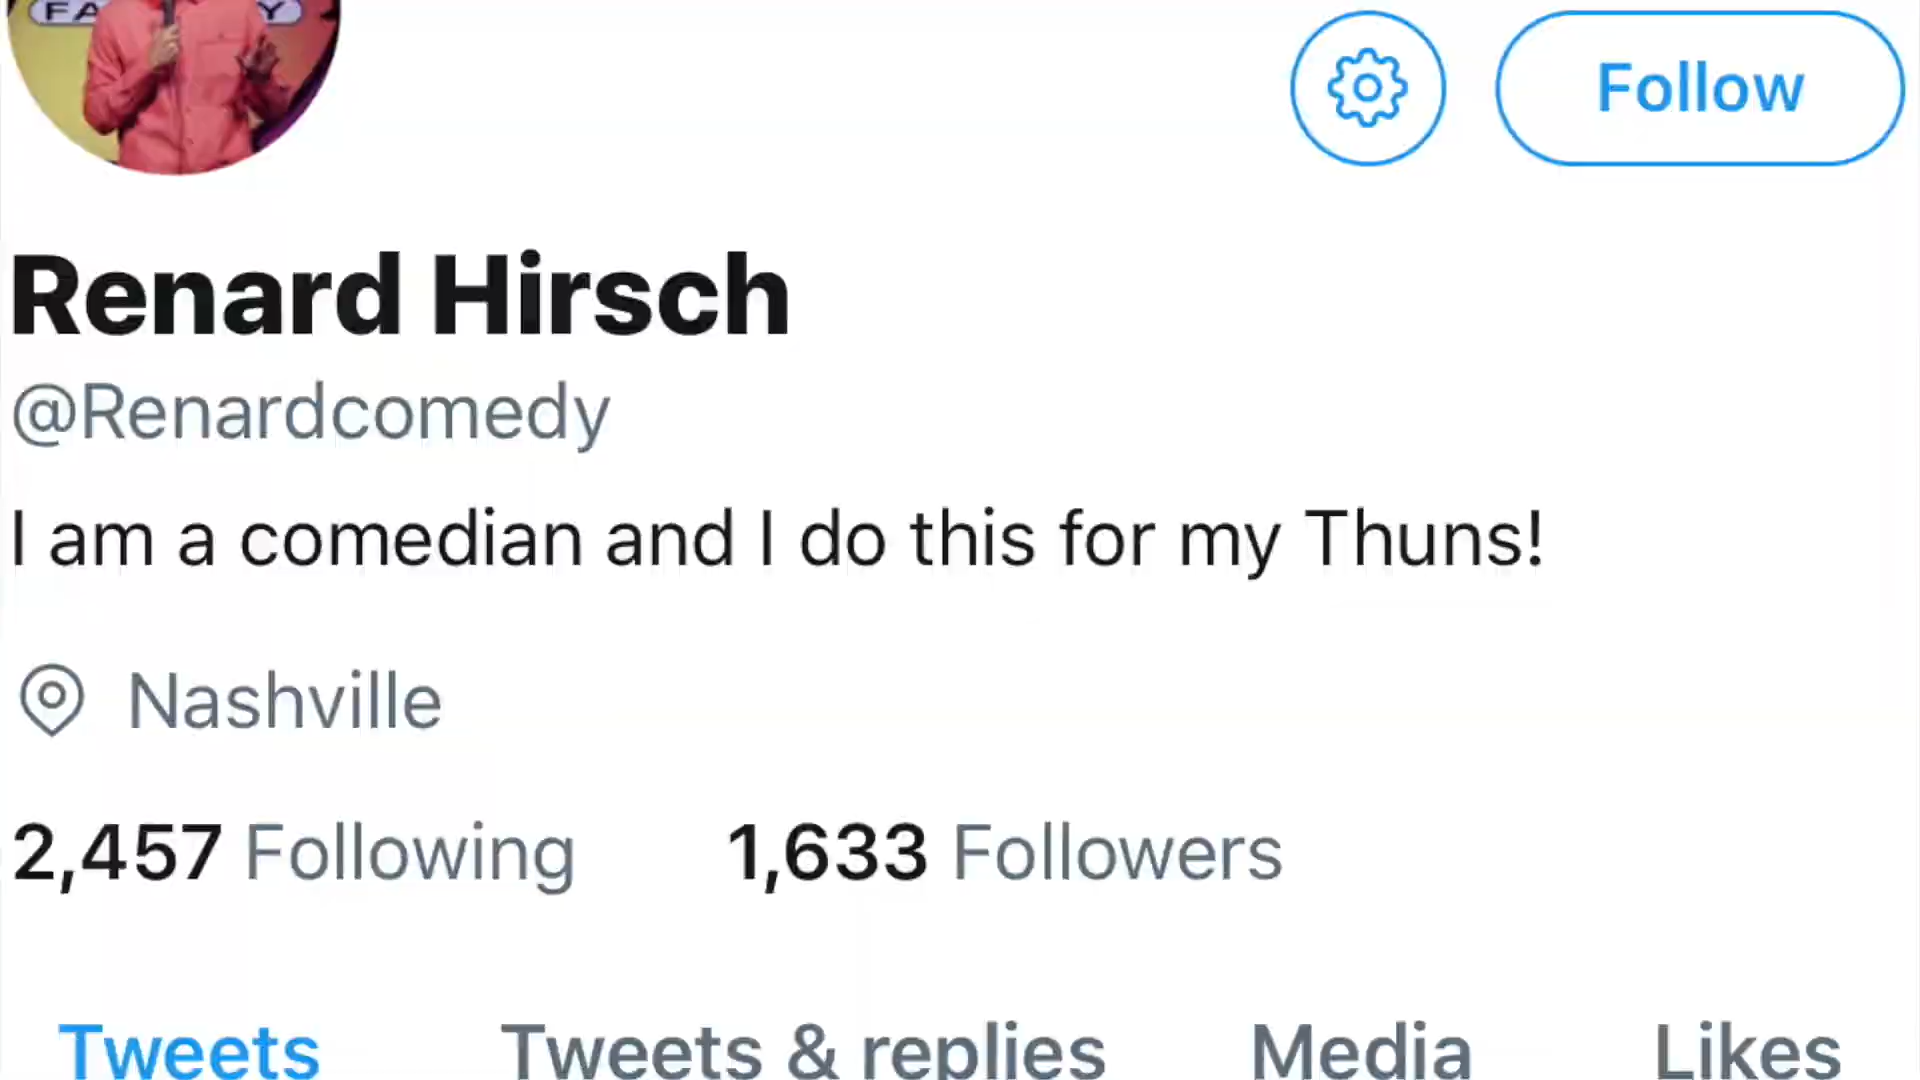 Follow
Renard Hirsch
@Renardcomedy
I am a comedian and I do this for my Thuns!
Nashville
2,457 Following 1,633 Followers
Tweets Tweets & replies Media Likes